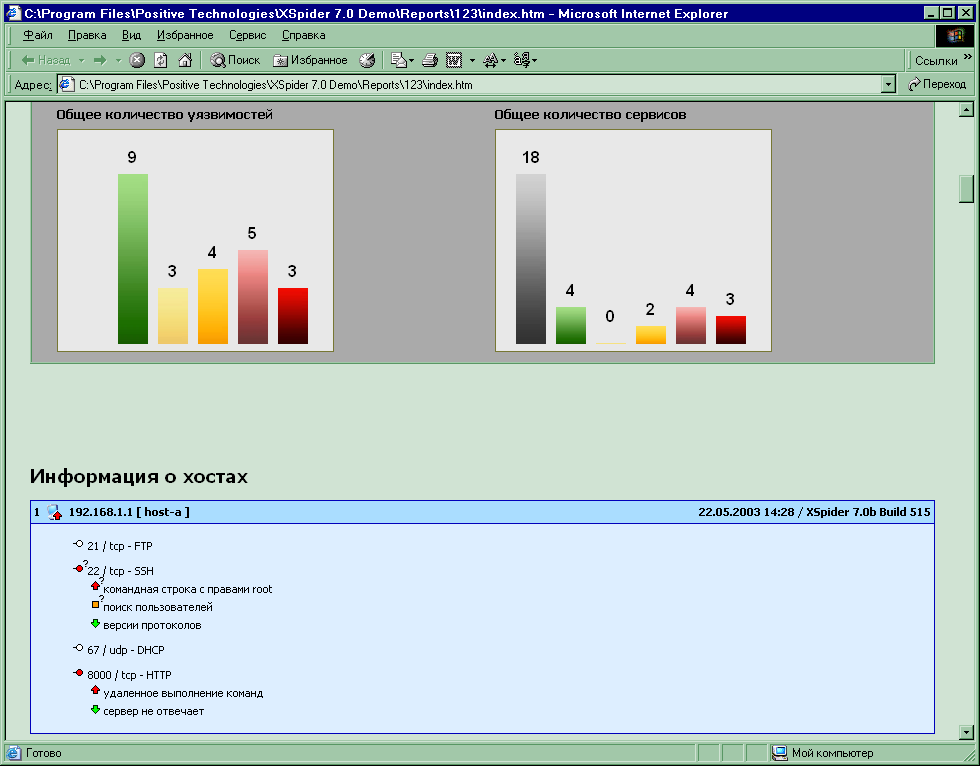 C:\Program Files\Positive Technologies\XSpider 7.0 Demo\Reports\123\index.htm - Microsoft Internet Explorer
Файл Правка Вид Избранное Сервис Справка
Назад Поиск Избранное Ссылки »
Адрес: C:\Program Files\Positive Technologies\XSpider 7.0 Demo\Reports\123\index.htm Переход
Общее количество уязвимостей
9
3
4
5
3
Общее количество сервисов
18
4
0
2
4
3
Информация о хостах
1 192.168.1.1 [ host-a ] 22.05.2003 14:28 / XSpider 7.0b Build 515
21 / tcp - FTP
? 22 / tcp - SSH
? командная строка с правами root
? поиск пользователей
версии протоколов
67 / udp - DHCP
8000 / tcp - HTTP
удаленное выполнение команд
сервер не отвечает
Готово Мой компьютер